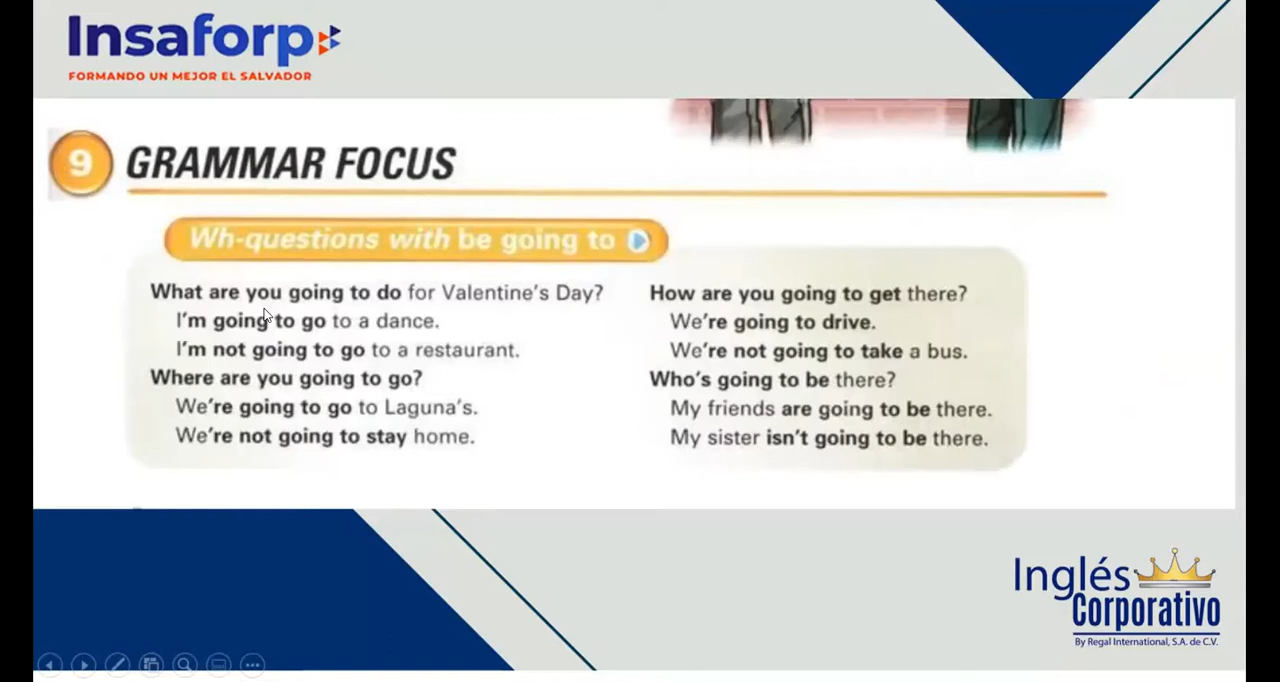 Insaforp
FORMANDO UN MEJOR EL SALVADOR
9 GRAMMAR FOCUS
Wh-questions with be going to
What are you going to do for Valentine's Day?
I'm going to go to a dance.
I'm not going to go to a restaurant.
Where are you going to go?
We're going to go to Laguna's.
We're not going to stay home.
How are you going to get there?
We're going to drive.
We're not going to take a bus.
Who's going to be there?
My friends are going to be there.
My sister isn't going to be there.
Inglés
Corporativo
By Regal International, S.A. de C.V.